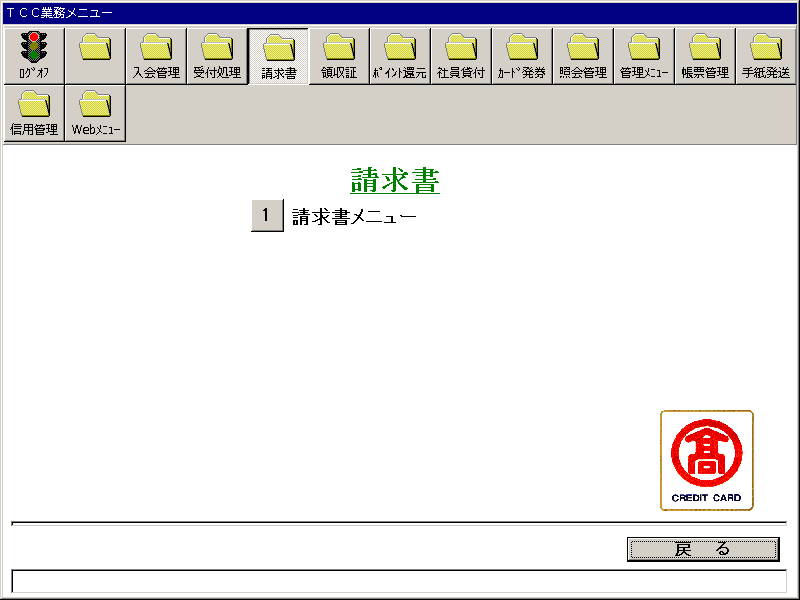 ＴＣＣ業務メニュー
ﾛｸﾞｵﾌ
入会管理
受付処理
請求書
領収証
ﾎﾟｲﾝﾄ還元
社員貸付
ｶｰﾄﾞ発券
照会管理
管理ﾒﾆｭｰ
帳票管理
手紙発送
信用管理
Webﾒﾆｭｰ
請求書
1 請求書メニュー
髙
CREDIT CARD
戻　る